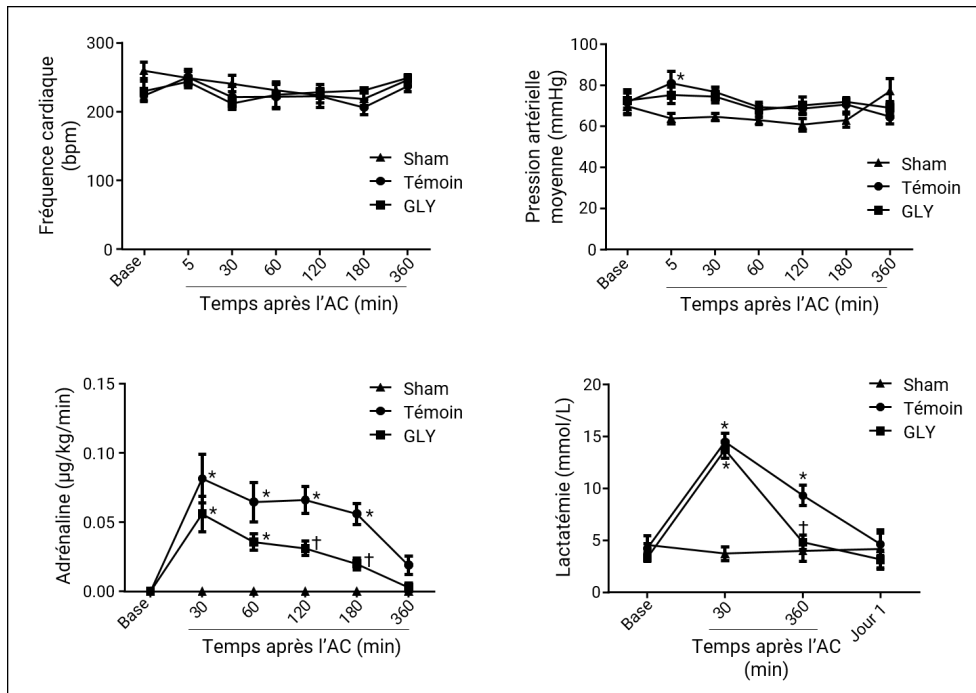 300
200
100
0
Fréquence cardiaque
(bpm)
Sham
Témoin
GLY
Base
5
30
60
120
180
360
Temps après l'AC (min)
100
80
60
40
20
0
Pression artérielle
moyenne (mmHg)
*
Sham
Témoin
GLY
Base
5
30
60
120
180
360
Temps après l'AC (min)
0.15
0.10
0.05
0.00
Adrénaline (µg/kg/min)
Sham
Témoin
GLY
*
*
*
*
*
*
†
†
Base
30
60
120
180
360
Temps après l'AC (min)
20
15
10
5
0
Lactatémie (mmol/L)
Sham
Témoin
GLY
*
*
*
†
Base
30
360
Jour 1
Temps après l'AC
(min)